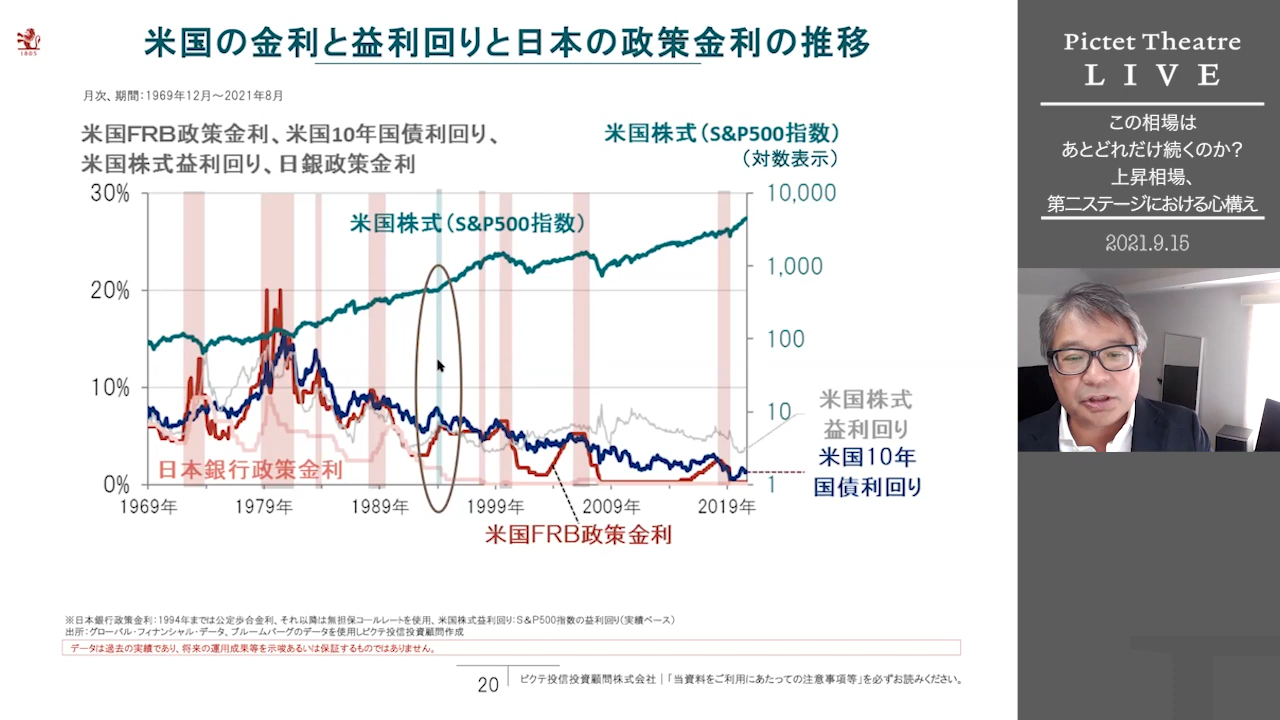 1805
米国の金利と益利回りと日本の政策金利の推移
月次、期間：1969年12月～2021年8月
米国FRB政策金利、米国10年国債利回り、
米国株式益利回り、日銀政策金利
米国株式（S&P500指数）
（対数表示）
30%
20%
10%
0%
10,000
1,000
100
10
1
米国株式（S&P500指数）
日本銀行政策金利
米国株式
益利回り
米国10年
国債利回り
1969年
1979年
1989年
1999年
2009年
2019年
米国FRB政策金利
※日本銀行政策金利：1994年までは公定歩合金利、それ以降は無担保コールレートを使用、米国株式益利回り：S&P500指数の益利回り（実績ベース）
出所：グローバル・フィナンシャル・データ、ブルームバーグのデータを使用しピクテ投信投資顧問作成
データは過去の実績であり、将来の運用成果等を示唆あるいは保証するものではありません。
20
ピクテ投信投資顧問株式会社｜「当資料をご利用にあたっての注意事項等」を必ずお読みください。
Pictet Theatre
LIVE
この相場は
あとどれだけ続くのか？
上昇相場、
第二ステージにおける心構え
2021.9.15